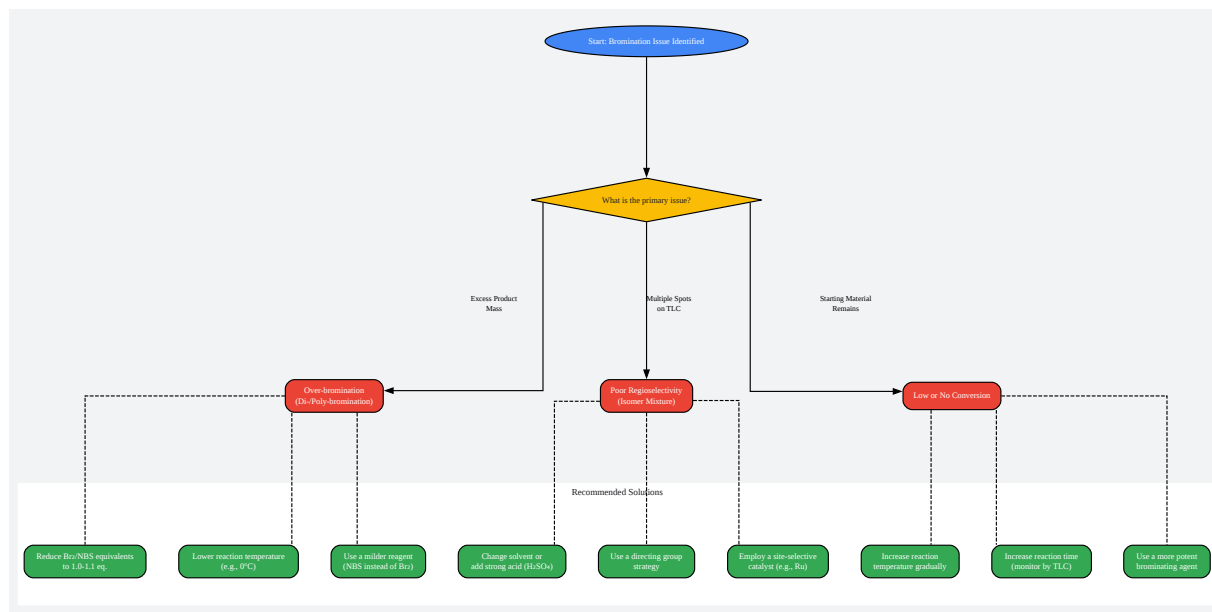 Start: Bromination Issue Identified
What is the primary issue?
Excess Product
Mass
Multiple Spots
on TLC
Starting Material
Remains
Over-bromination
(Di-/Poly-bromination)
Poor Regioselectivity
(Isomer Mixture)
Low or No Conversion
Recommended Solutions
Reduce Br₂/NBS equivalents
to 1.0-1.1 eq.
Lower reaction temperature
(e.g., 0°C)
Use a milder reagent
(NBS instead of Br₂)
Change solvent or
add strong acid (H₂SO₄)
Use a directing group
strategy
Employ a site-selective
catalyst (e.g., Ru)
Increase reaction
temperature gradually
Increase reaction time
(monitor by TLC)
Use a more potent
brominating agent